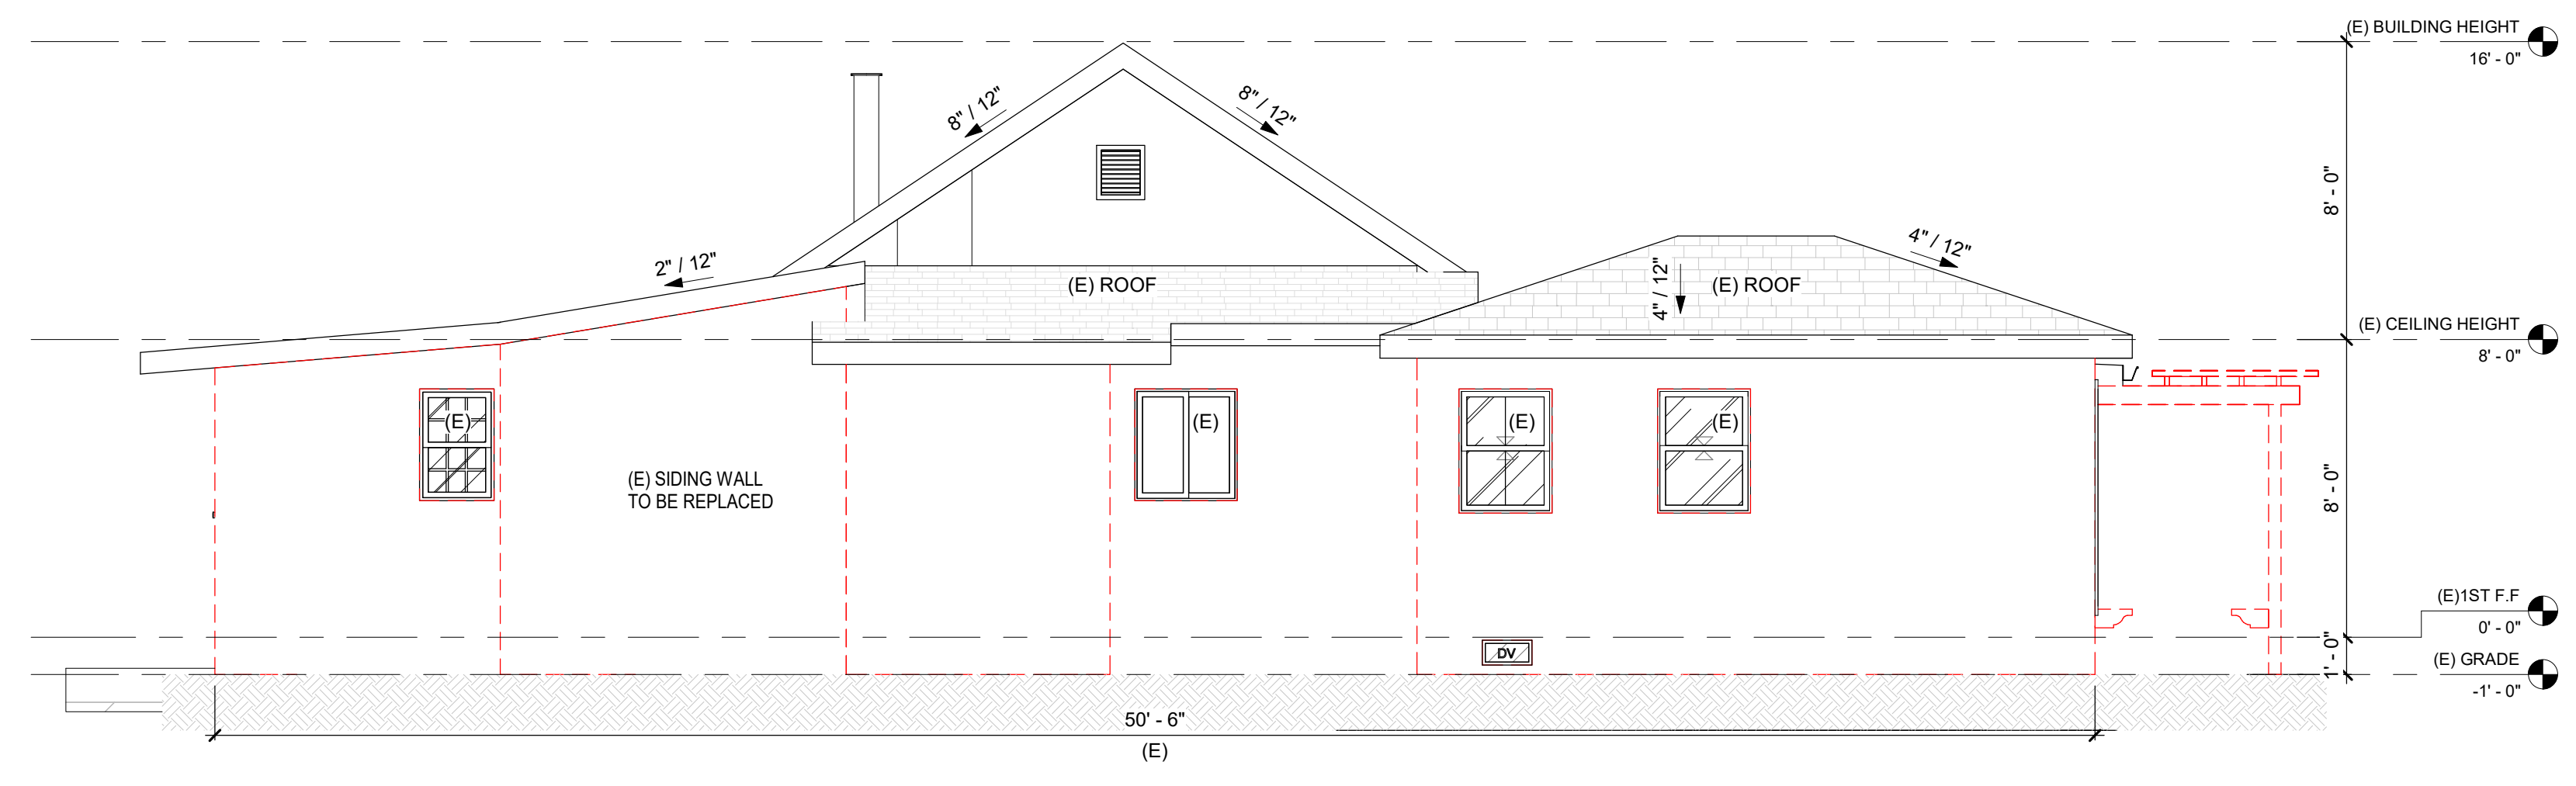 (E) BUILDING HEIGHT
16' - 0"
8" / 12"
8" / 12"
8' - 0"
2" / 12"
4" / 12"
4" / 12"
(E) ROOF
(E) ROOF
(E) CEILING HEIGHT
8' - 0"
(E)
(E)
(E)
(E)
(E) SIDING WALL
TO BE REPLACED
8' - 0"
(E)1ST F.F
0' - 0"
DV
1' - 0"
(E) GRADE
-1' - 0"
50' - 6"
(E)